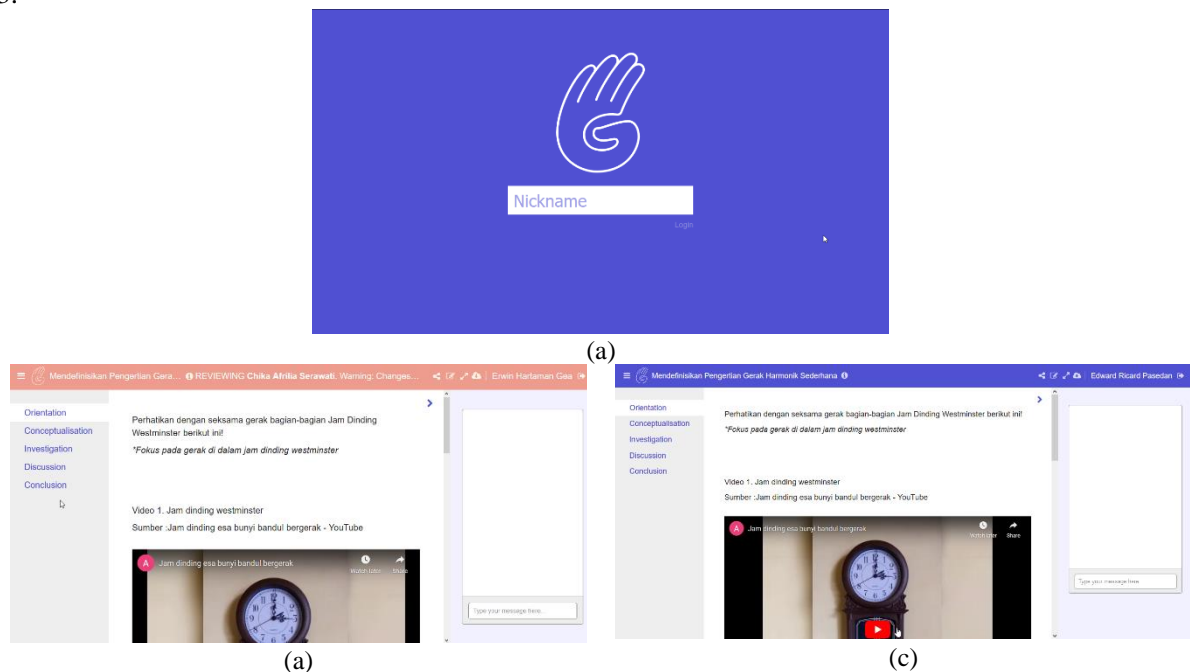 Nickname
Login
(a)
Mendefinisikan Pengertian Gera... REVIEWING Chika Afrilia Serawati. Warning: Changes... Erwin Hartaman Gea
Orientation
Conceptualisation
Investigation
Discussion
Conclusion
Perhatikan dengan seksama gerak bagian-bagian Jam Dinding
Westminster berikut ini!
*Fokus pada gerak di dalam jam dinding westminster
Video 1. Jam dinding westminster
Sumber :Jam dinding esa bunyi bandul bergerak - YouTube
A Jam dinding esa bunyi bandul bergerak
Watch later Share
Type your message here.
(a)
Mendefinisikan Pengertian Gerak Harmonik Sederhana Edward Ricard Pasedan
Orientation
Conceptualisation
Investigation
Discussion
Conclusion
Perhatikan dengan seksama gerak bagian-bagian Jam Dinding Westminster berikut ini!
*Fokus pada gerak di dalam jam dinding westminster
Video 1. Jam dinding westminster
Sumber :Jam dinding esa bunyi bandul bergerak - YouTube
A Jam dinding esa bunyi bandul bergerak
Watch later Share
Type your message here
(c)